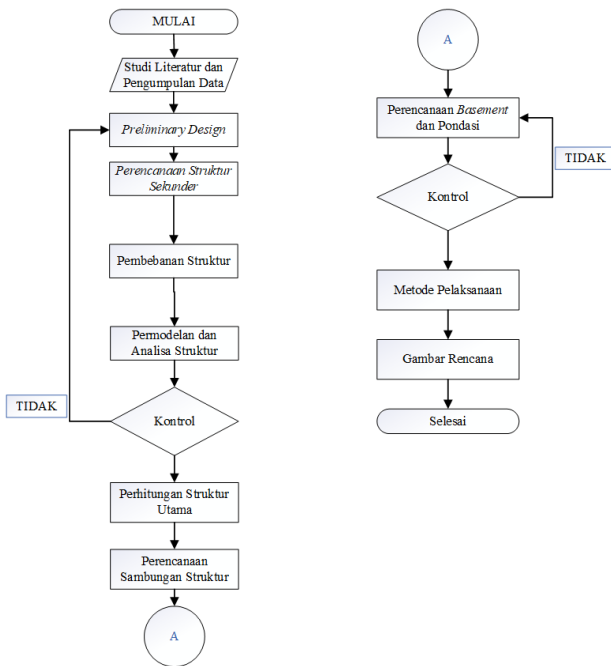 MULAI
Studi Literatur dan
Pengumpulan Data
Preliminary Design
Perencanaan Struktur
Sekunder
Pembebanan Struktur
Permodelan dan
Analisa Struktur
TIDAK
Kontrol
Perhitungan Struktur
Utama
Perencanaan
Sambungan Struktur
A
A
Perencanaan Basement
dan Pondasi
TIDAK
Kontrol
Metode Pelaksanaan
Gambar Rencana
Selesai